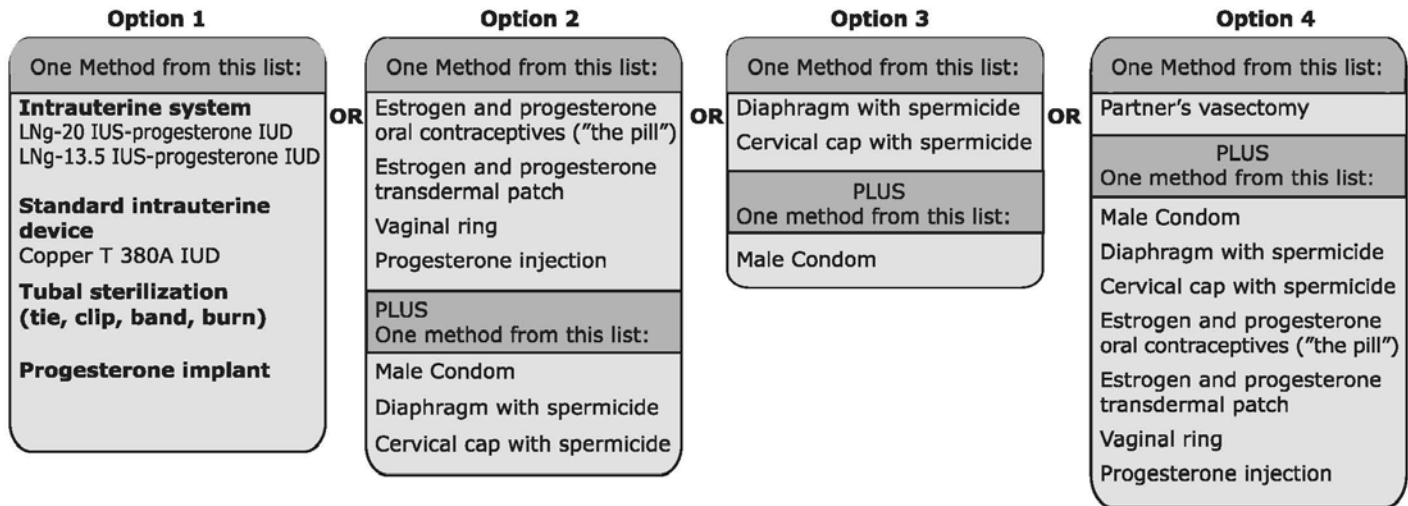 Option 1
One Method from this list:
Intrauterine system
LNg-20 IUS-progesterone IUD
LNg-13.5 IUS-progesterone IUD
Standard intrauterine
device
Copper T 380A IUD
Tubal sterilization
(tie, clip, band, burn)
Progesterone implant
OR
Option 2
One Method from this list:
Estrogen and progesterone
oral contraceptives ("the pill")
Estrogen and progesterone
transdermal patch
Vaginal ring
Progesterone injection
PLUS
One method from this list:
Male Condom
Diaphragm with spermicide
Cervical cap with spermicide
OR
Option 3
One Method from this list:
Diaphragm with spermicide
Cervical cap with spermicide
PLUS
One method from this list:
Male Condom
OR
Option 4
One Method from this list:
Partner's vasectomy
PLUS
One method from this list:
Male Condom
Diaphragm with spermicide
Cervical cap with spermicide
Estrogen and progesterone
oral contraceptives ("the pill")
Estrogen and progesterone
transdermal patch
Vaginal ring
Progesterone injection